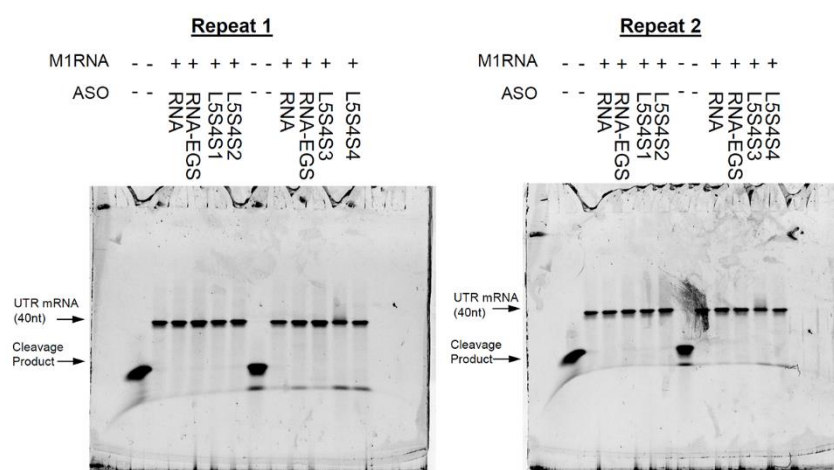 Repeat 1
M1RNA - - + + + + - - + + + +
ASO - - RNA RNA-EGS L5S4S1 L5S4S2 - - RNA RNA-EGS L5S4S3 L5S4S4
UTR mRNA
(40nt)
Cleavage
Product
Repeat 2
M1RNA - - + + + + - - + + + +
ASO - - RNA RNA-EGS L5S4S1 L5S4S2 - - RNA RNA-EGS L5S4S3 L5S4S4
UTR mRNA
(40nt)
Cleavage
Product